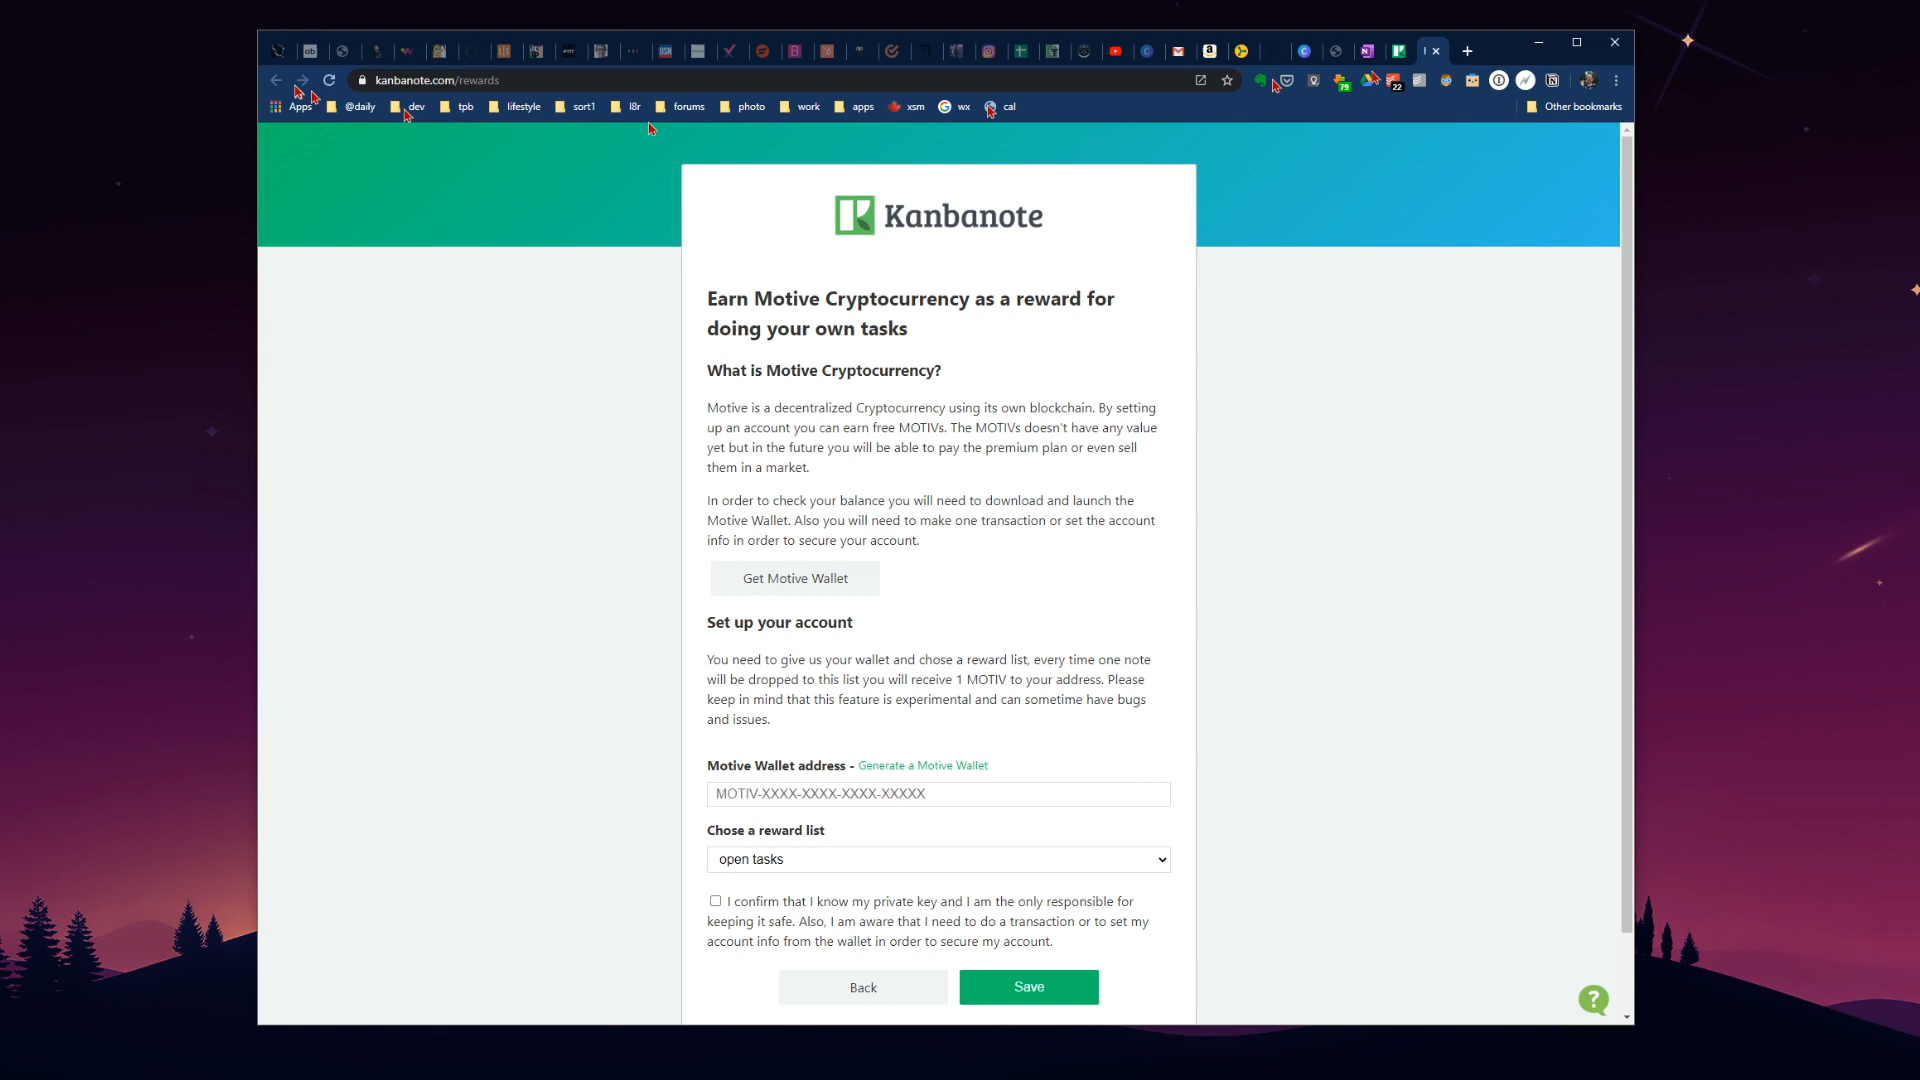 kanbanote.com/rewards
79
22
Apps @daily dev tpb lifestyle sort1 l8r forums photo work apps xsm wx cal Other bookmarks
Kanbanote
Earn Motive Cryptocurrency as a reward for
doing your own tasks
What is Motive Cryptocurrency?
Motive is a decentralized Cryptocurrency using its own blockchain. By setting
up an account you can earn free MOTIVs. The MOTIVs doesn't have any value
yet but in the future you will be able to pay the premium plan or even sell
them in a market.
In order to check your balance you will need to download and launch the
Motive Wallet. Also you will need to make one transaction or set the account
info in order to secure your account.
Get Motive Wallet
Set up your account
You need to give us your wallet and chose a reward list, every time one note
will be dropped to this list you will receive 1 MOTIV to your address. Please
keep in mind that this feature is experimental and can sometime have bugs
and issues.
Motive Wallet address - Generate a Motive Wallet
MOTIV-XXXX-XXXX-XXXX-XXXXX
Chose a reward list
open tasks
I confirm that I know my private key and I am the only responsible for
keeping it safe. Also, I am aware that I need to do a transaction or to set my
account info from the wallet in order to secure my account.
Back Save
?